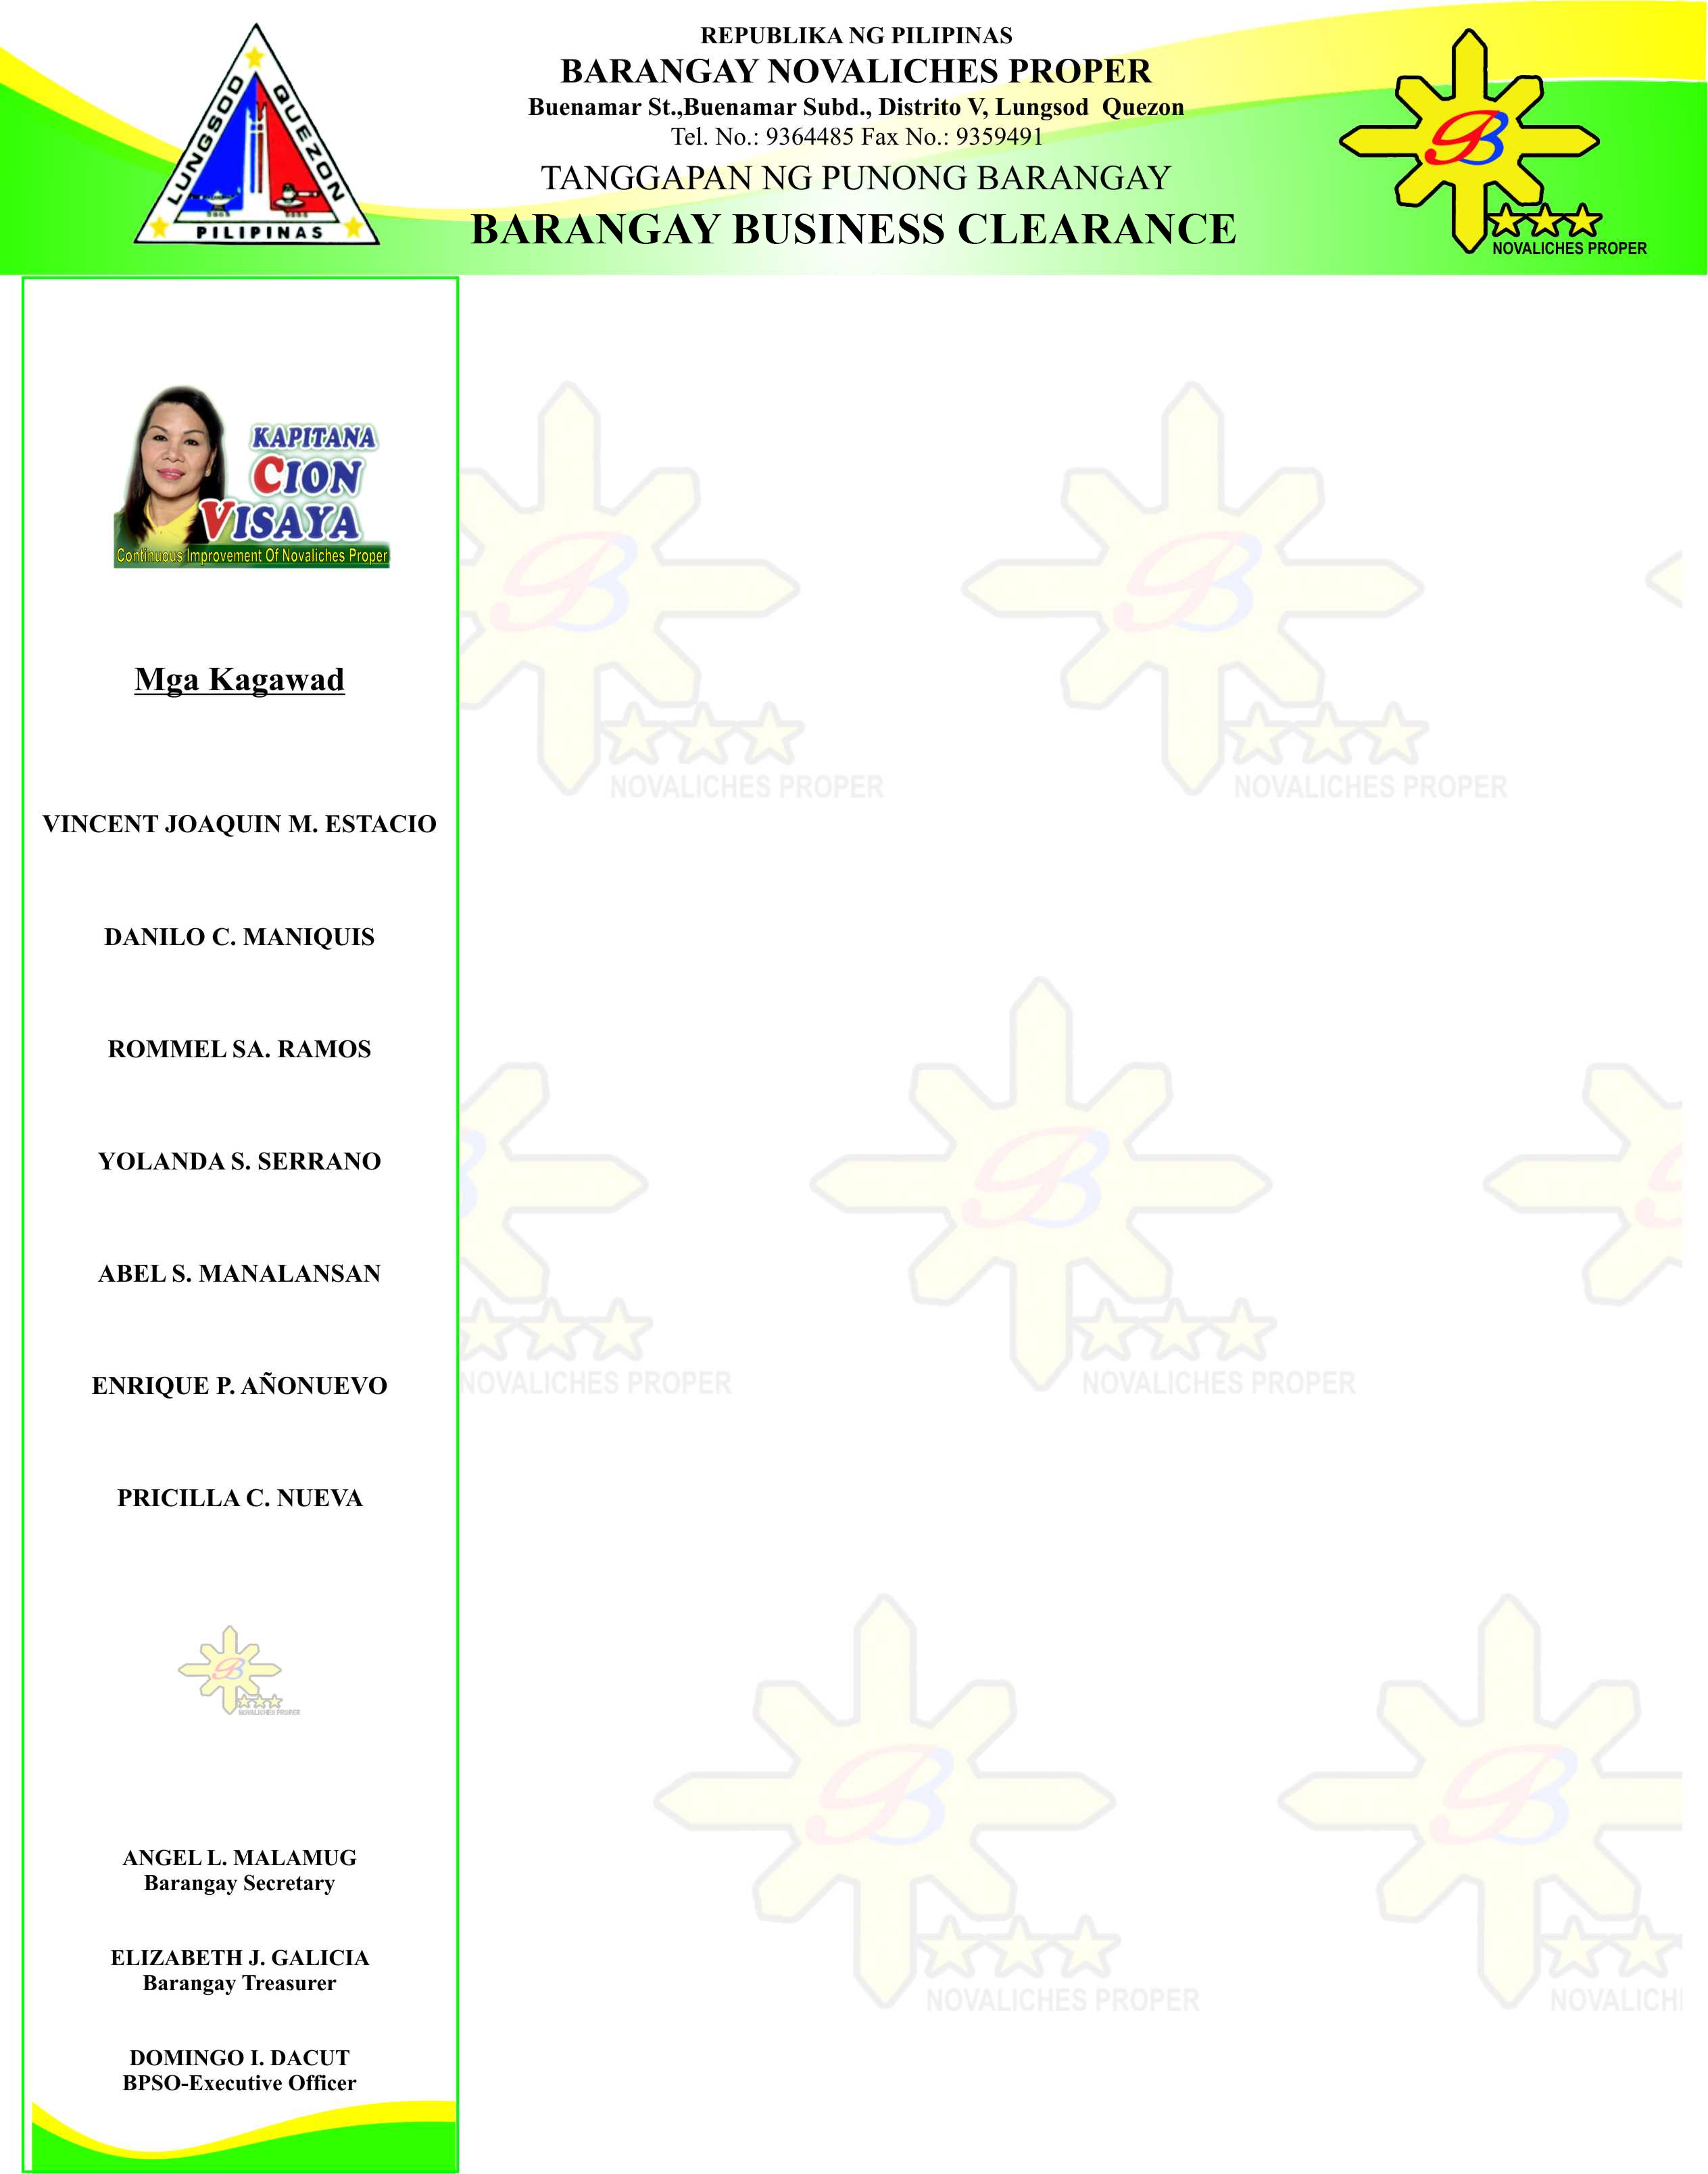 REPUBLIKA NG PILIPINAS
BARANGAY NOVALICHES PROPER
Buenamar St.,Buenamar Subd., Distrito V, Lungsod Quezon
Tel. No.: 9364485 Fax No.: 9359491
TANGGAPAN NG PUNONG BARANGAY
BARANGAY BUSINESS CLEARANCE
LUNGSOD QUEZON
PILIPINAS
B
NOVALICHES PROPER
KAPITANA
CION
VISAYA
Continuous Improvement Of Novaliches Proper
Mga Kagawad
VINCENT JOAQUIN M. ESTACIO
DANILO C. MANIQUIS
ROMMEL SA. RAMOS
YOLANDA S. SERRANO
ABEL S. MANALANSAN
ENRIQUE P. AÑONUEVO
PRICILLA C. NUEVA
B
NOVALICHES PROPER
ANGEL L. MALAMUG
Barangay Secretary
ELIZABETH J. GALICIA
Barangay Treasurer
DOMINGO I. DACUT
BPSO-Executive Officer
B
NOVALICHES PROPER
B
NOVALICHES PROPER
NOVALICHES PROPER
B
NOVALICHES PROPER
B
NOVALICHES PROPER
B
NOVALICH